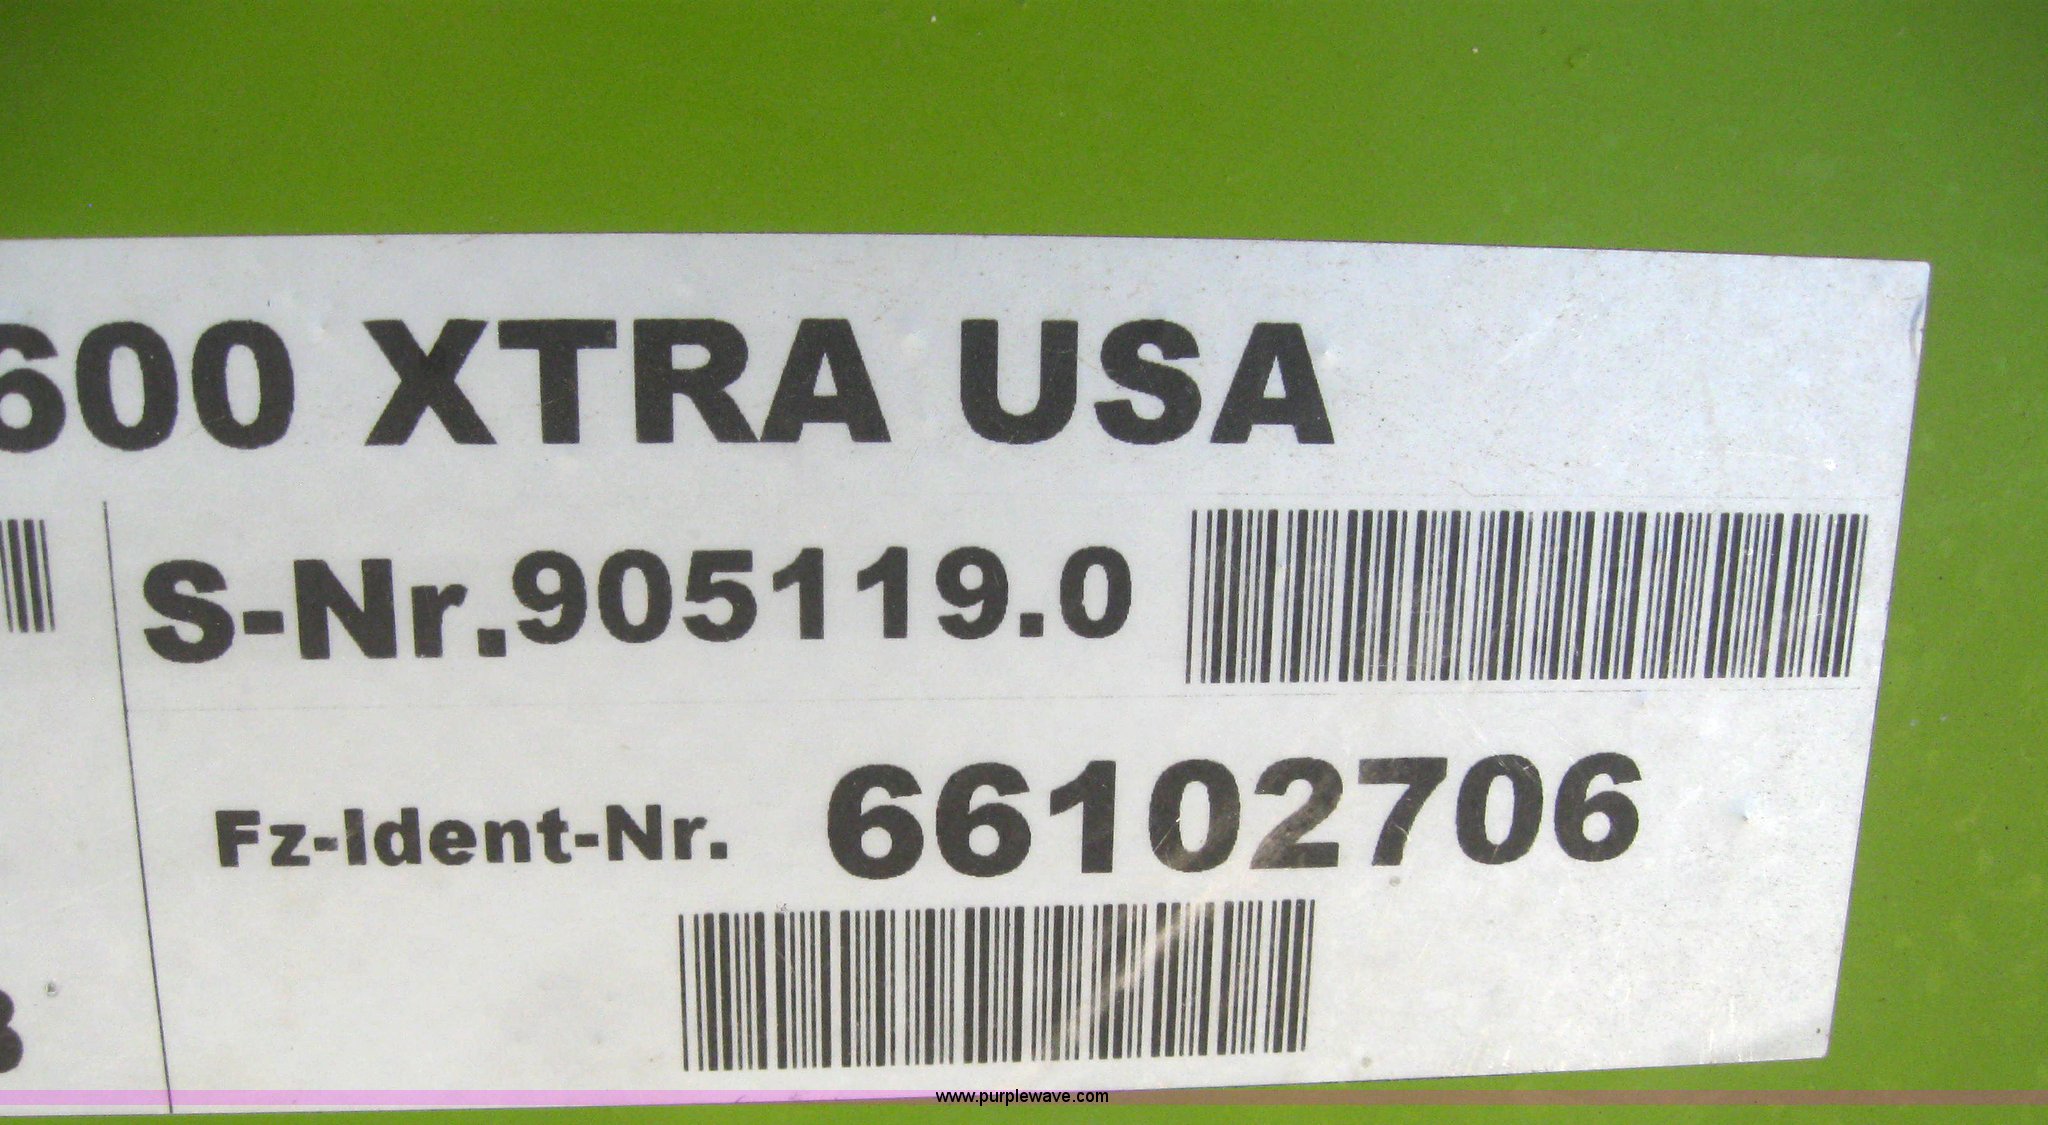 600 XTRA USA
S-Nr.905119.0
Fz-Ident-Nr. 66102706
www.purplewave.com